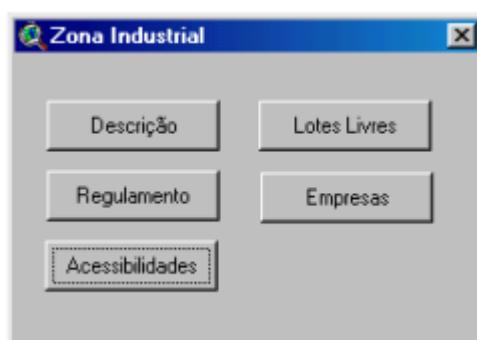 Zona Industrial
Descrição
Lotes Livres
Regulamento
Empresas
Acessibilidades